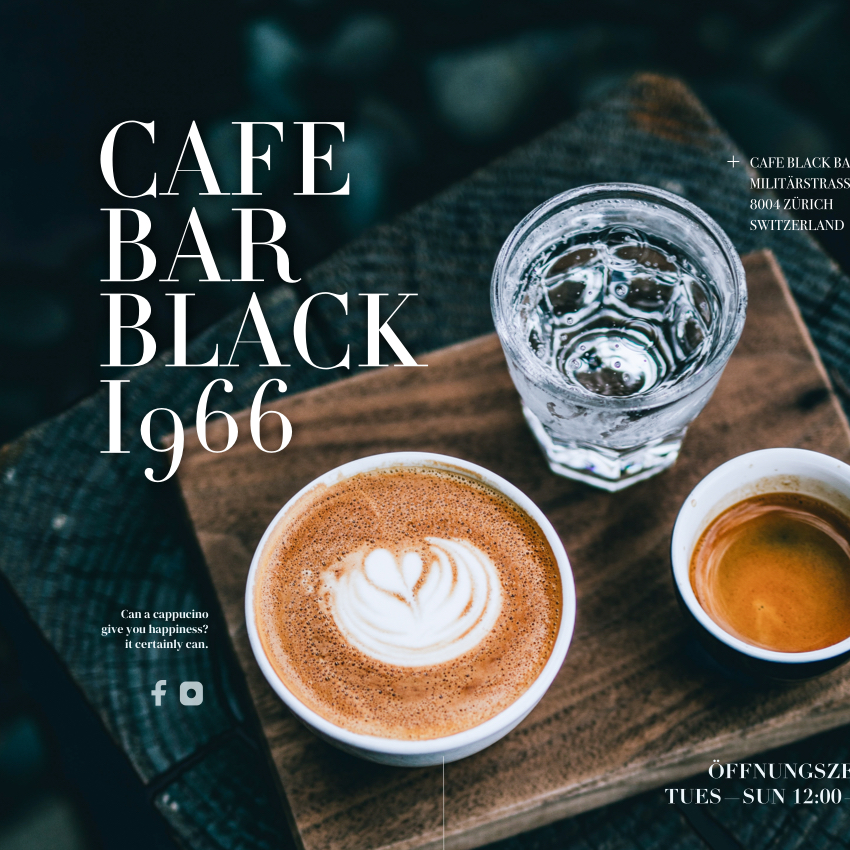 CAFE
BAR
BLACK
1966
CAFE BLACK BA
MILITÄRSTRASS
8004 ZÜRICH
SWITZERLAND
Can a cappucino
give you happiness?
it certainly can.
ÖFFNUNGSZE
TUES — SUN 12:00